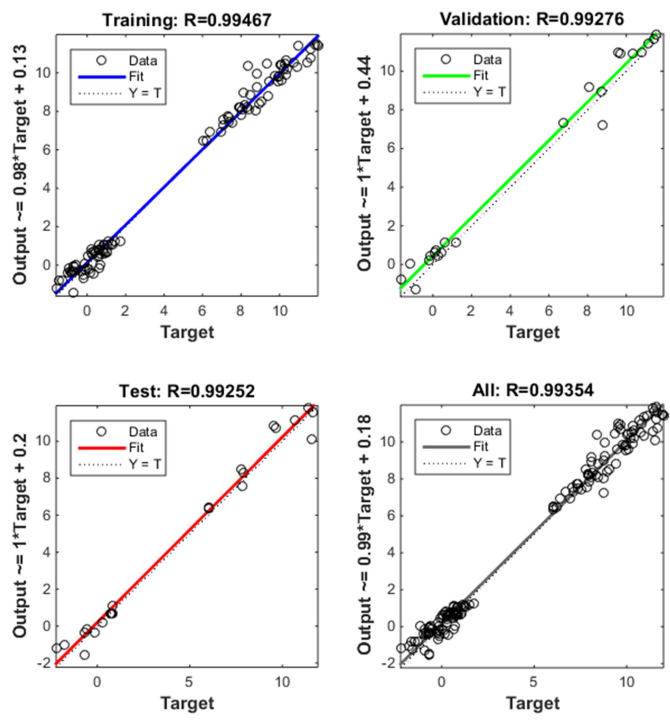 Training: R=0.99467
Output ~= 0.98*Target + 0.13
10
8
6
4
2
0
Data
Fit
Y = T
0
2
4
6
8
10
Target
Validation: R=0.99276
Output ~= 1*Target + 0.44
10
8
6
4
2
0
Data
Fit
Y = T
0
2
4
6
8
10
Target
Test: R=0.99252
Output ~= 1*Target + 0.2
10
8
6
4
2
0
-2
Data
Fit
Y = T
0
5
10
Target
All: R=0.99354
Output ~= 0.99*Target + 0.18
10
8
6
4
2
0
-2
Data
Fit
Y = T
0
5
10
Target